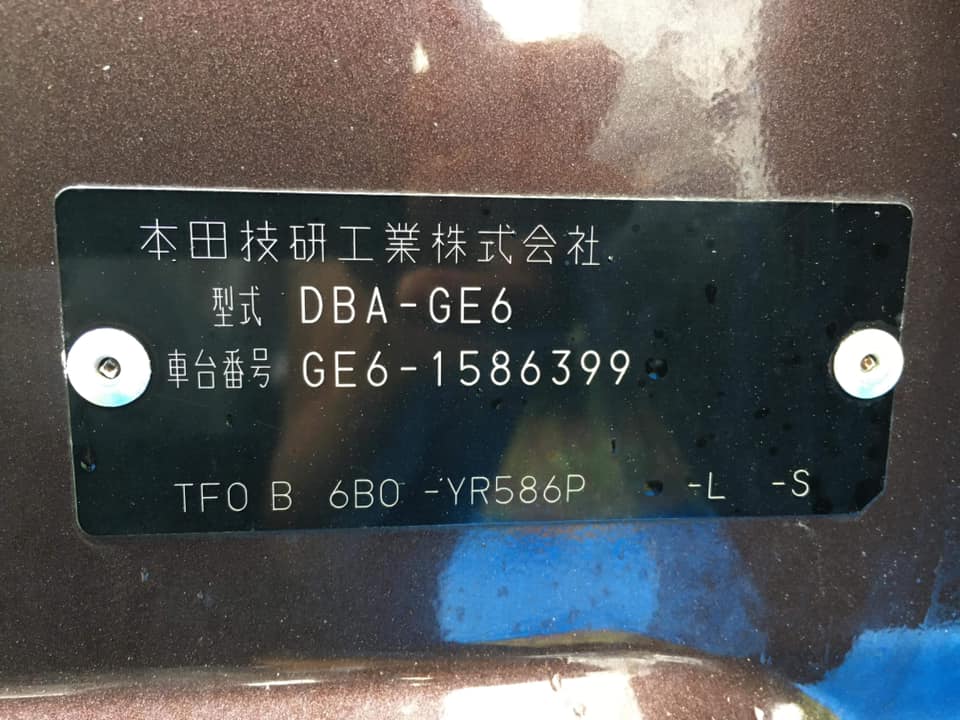 本田技研工業株式会社
型式 DBA-GE6
車台番号 GE6-1586399
TF0 B 6B0 -YR586P -L -S